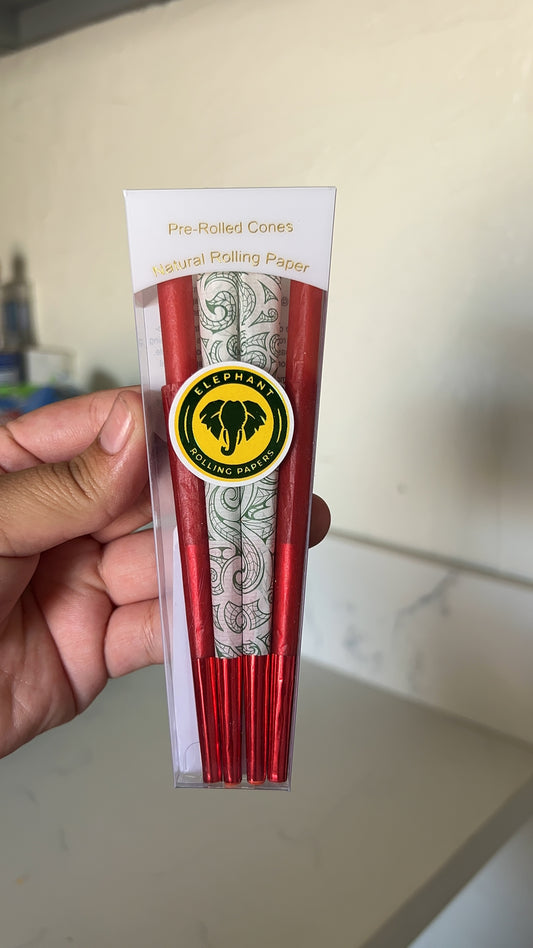 Pre-Rolled Cones
Natural Rolling Paper
ELEPHANT
ROLLING PAPERS